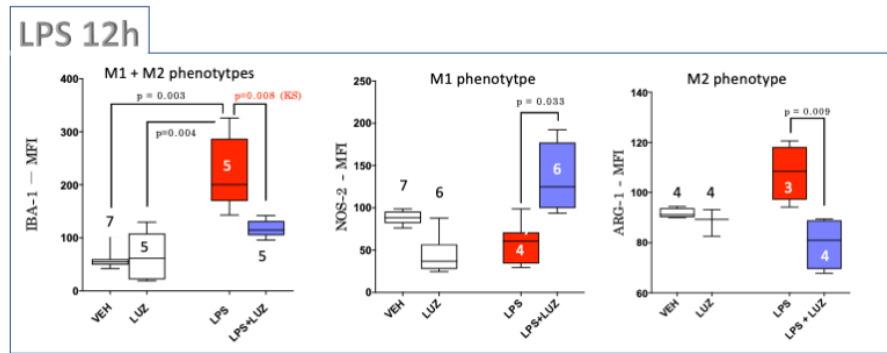 LPS 12h
M1 + M2 phenotytpes
IBA-1 — MFI
400
300
200
100
0
p = 0.003
p=0.008 (KS)
p=0.004
7
5
5
5
VEH
LUZ
LPS
LPS+LUZ
M1 phenotytpe
NOS-2 - MFI
250
200
150
100
50
0
p = 0.033
7
6
4
6
VEH
LUZ
LPS
LPS+LUZ
M2 phenotype
ARG-1 - MFI
140
120
100
80
60
p = 0.009
4
4
3
4
VEH
LUZ
LPS
LPS + LUZ